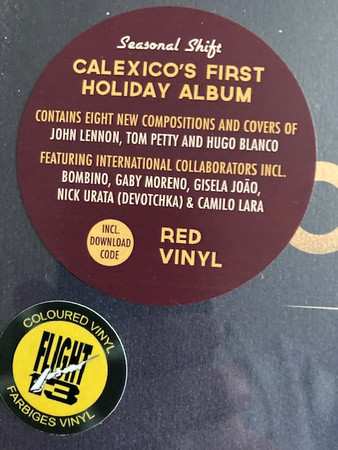 Seasonal Shift
CALEXICO'S FIRST
HOLIDAY ALBUM
CONTAINS EIGHT NEW COMPOSITIONS AND COVERS OF
JOHN LENNON, TOM PETTY AND HUGO BLANCO
FEATURING INTERNATIONAL COLLABORATORS INCL.
BOMBINO, GABY MORENO, GISELA JOÃO,
NICK URATA (DEVOTCHKA) & CAMILO LARA
INCL.
DOWNLOAD
CODE
RED
VINYL
COLOURED VINYL
FLIGHT
13
FARBIGES VINYL